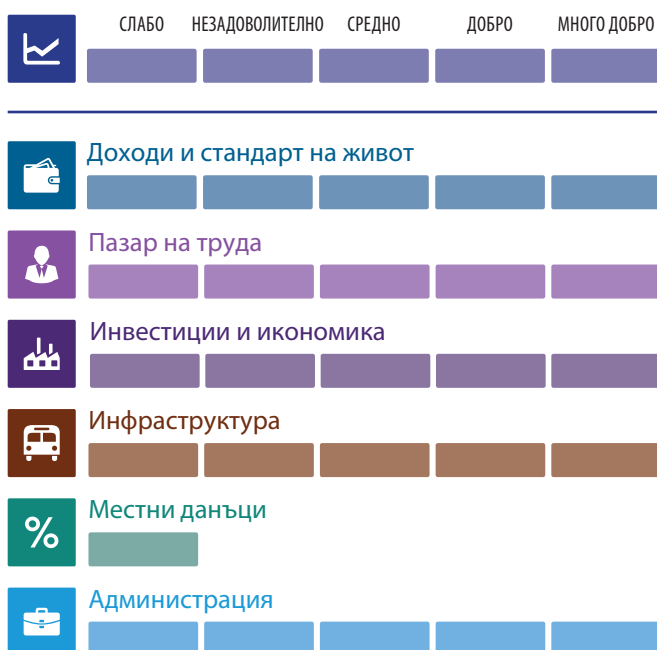 СЛАБО НЕЗАДОВОЛИТЕЛНО СРЕДНО ДОБРО МНОГО ДОБРО
Доходи и стандарт на живот
Пазар на труда
Инвестиции и икономика
Инфраструктура
Местни данъци
%
Администрация